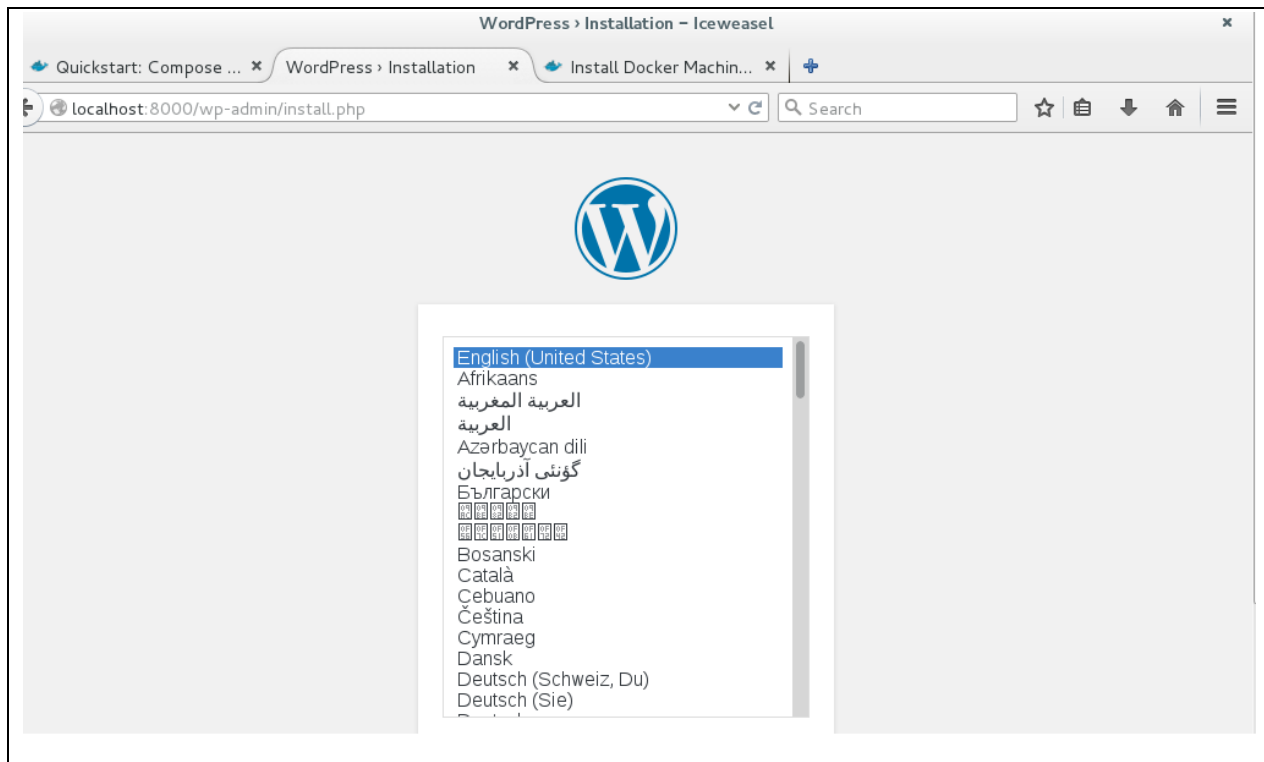 WordPress › Installation – Iceweasel
Quickstart: Compose ...
WordPress › Installation
Install Docker Machin...
localhost:8000/wp-admin/install.php
Search
English (United States)
Afrikaans
العربية المغربية
العربية
Azərbaycan dili
گؤنئی آذربایجان
Български
Bosanski
Català
Cebuano
Čeština
Cymraeg
Dansk
Deutsch (Schweiz, Du)
Deutsch (Sie)